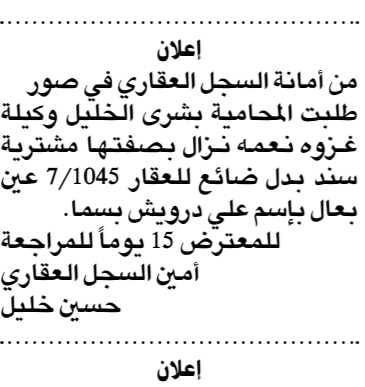 إعلان
من أمانة السجل العقاري في صور
طلبت المحامية بشرى الخليل وكيلة
غزوه نعمه نزال بصفتها مشترية
سند بدل ضائع للعقار 7/1045 عين
بعال بإسم علي درويش بسما.
للمعترض 15 يوماً للمراجعة
أمين السجل العقاري
حسين خليل
إعلان